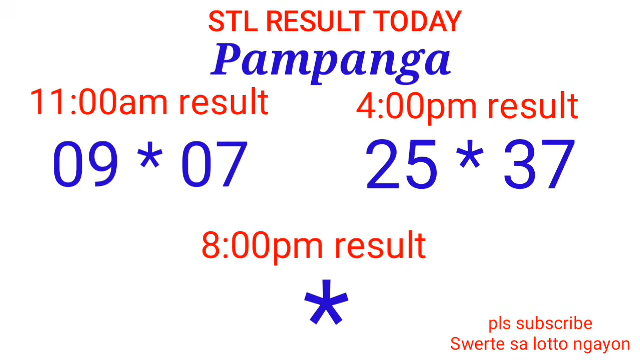 STL RESULT TODAY
Pampanga
11:00am result
09 * 07
4:00pm result
25 * 37
8:00pm result
*
pls subscribe
Swerte sa lotto ngayon